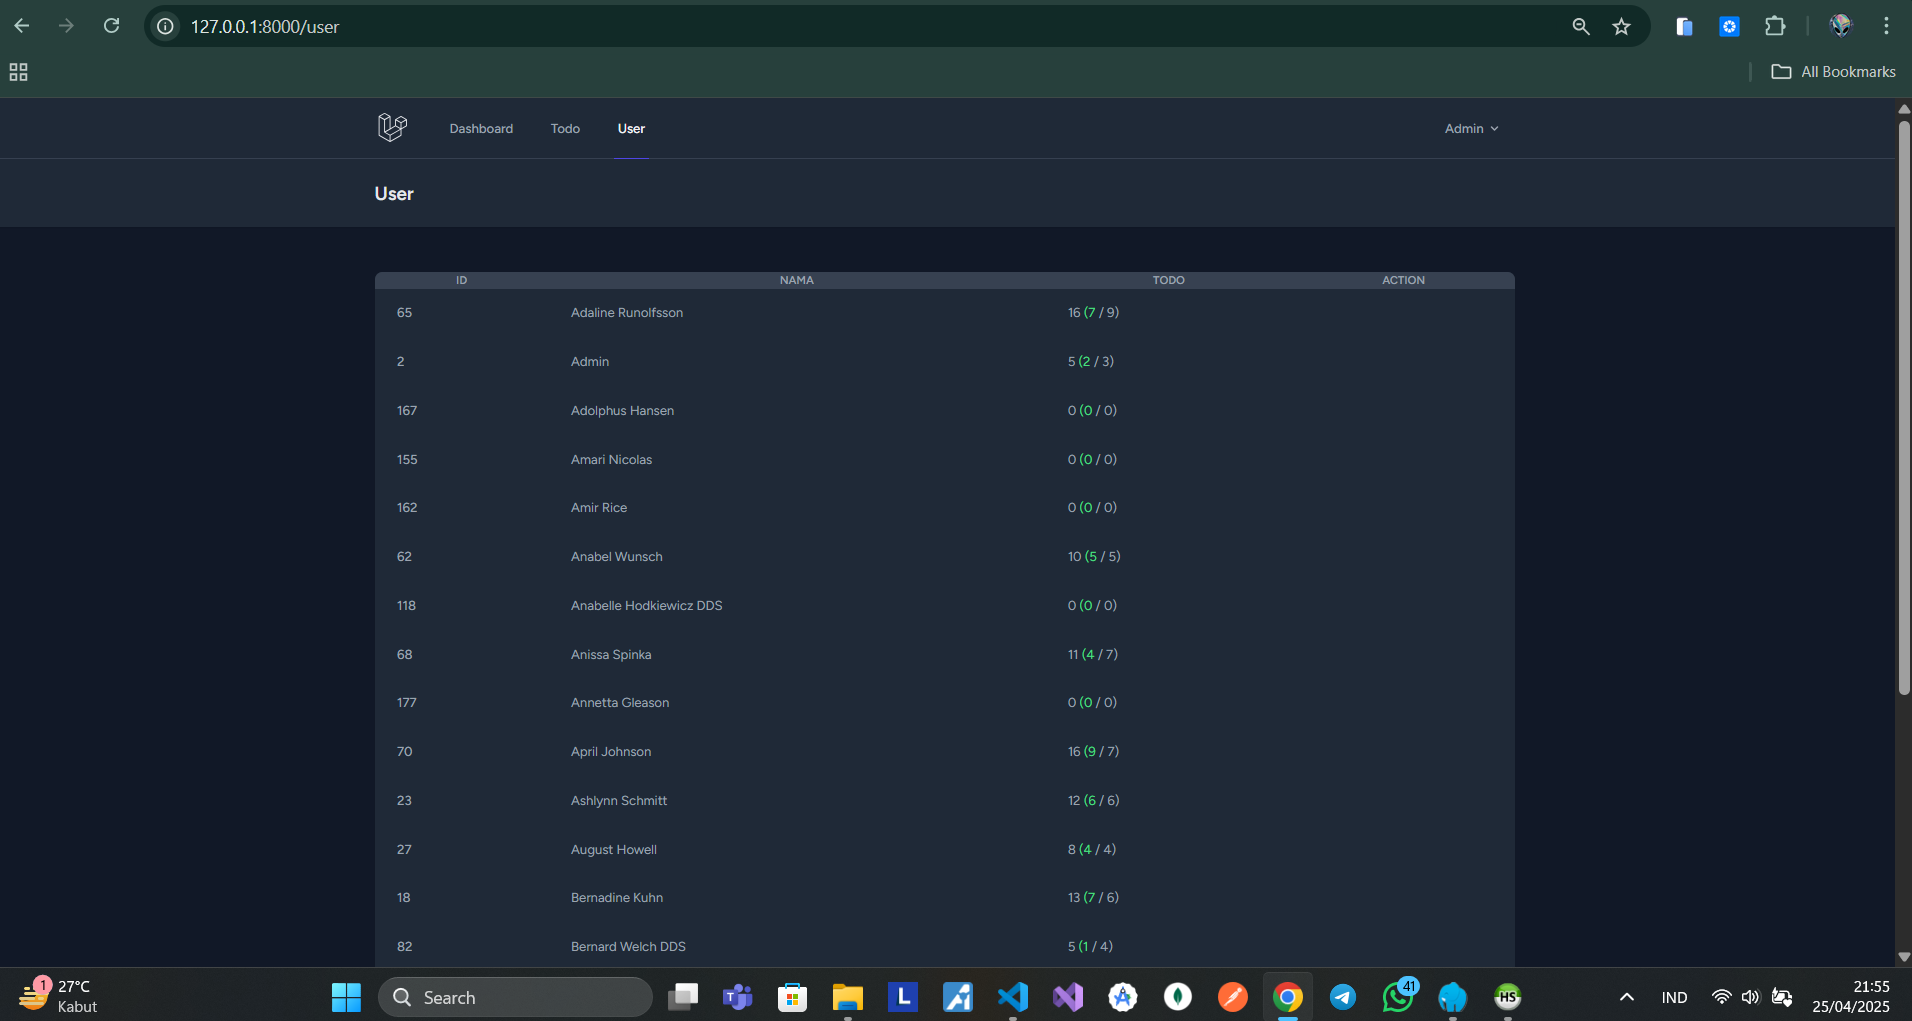 127.0.0.1:8000/user
All Bookmarks
Dashboard Todo User Admin
User
ID NAMA TODO ACTION
65 Adaline Runolfsson 16 (7 / 9)
2 Admin 5 (2 / 3)
167 Adolphus Hansen 0 (0 / 0)
155 Amari Nicolas 0 (0 / 0)
162 Amir Rice 0 (0 / 0)
62 Anabel Wunsch 10 (5 / 5)
118 Anabelle Hodkiewicz DDS 0 (0 / 0)
68 Anissa Spinka 11 (4 / 7)
177 Annetta Gleason 0 (0 / 0)
70 April Johnson 16 (9 / 7)
23 Ashlynn Schmitt 12 (6 / 6)
27 August Howell 8 (4 / 4)
18 Bernadine Kuhn 13 (7 / 6)
82 Bernard Welch DDS 5 (1 / 4)
1 27°C
Kabut
Search
T
L
41
HS
IND
21:55
25/04/2025